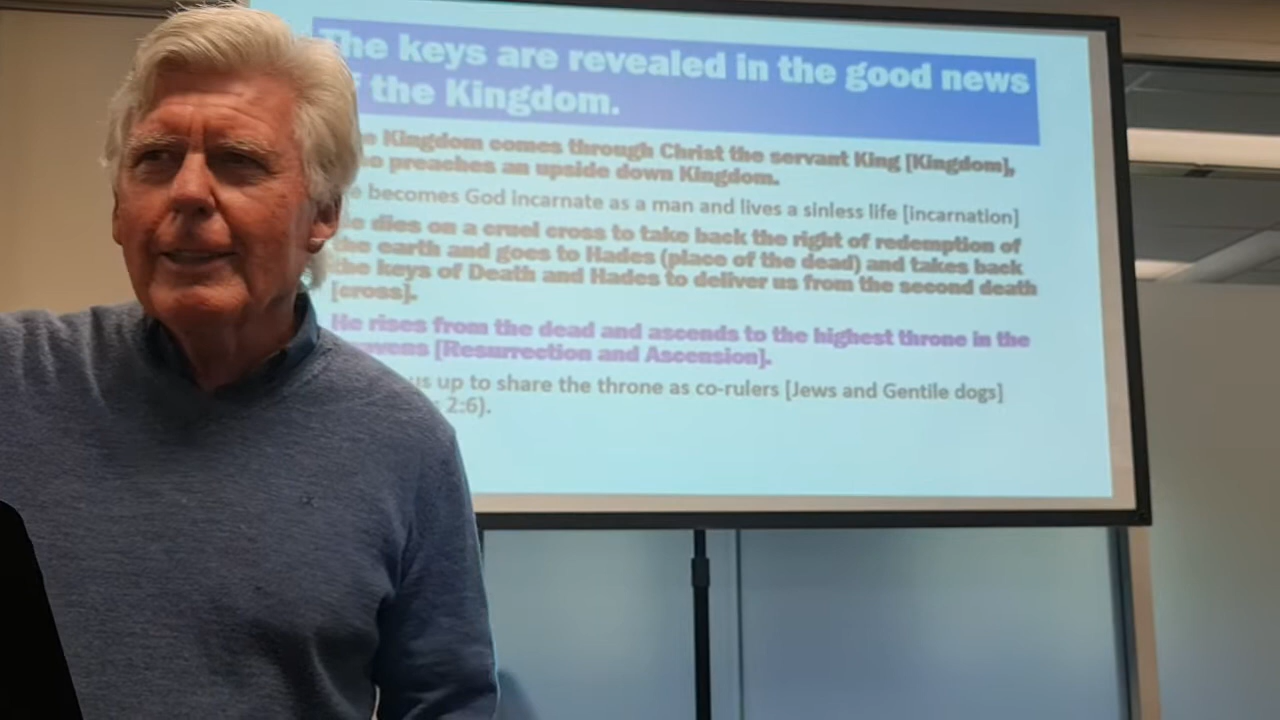 The keys are revealed in the good news
the Kingdom.
Kingdom comes through Christ the servant King [Kingdom],
preaches an upside down Kingdom.
becomes God incarnate as a man and lives a sinless life [incarnation]
dies on a cruel cross to take back the right of redemption of
the earth and goes to Hades (place of the dead) and takes back
the keys of Death and Hades to deliver us from the second death
[cross].
He rises from the dead and ascends to the highest throne in the
[Resurrection and Ascension].
us up to share the throne as co-rulers [Jews and Gentile dogs]
2:6).